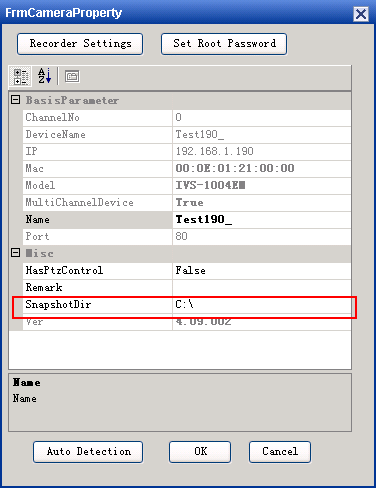 FrmCameraProperty
Recorder Settings Set Root Password
BasisParameter
ChannelNo 0
DeviceName Test190_
IP 192.168.1.190
Mac 00:0E:01:21:00:00
Model IVS-1004EM
MultiChannelDevice True
Name Test190_
Port 80
Misc
HasPtzControl False
Remark
SnapshotDir C:\
Ver 4.09.002
Name
Name
Auto Detection OK Cancel